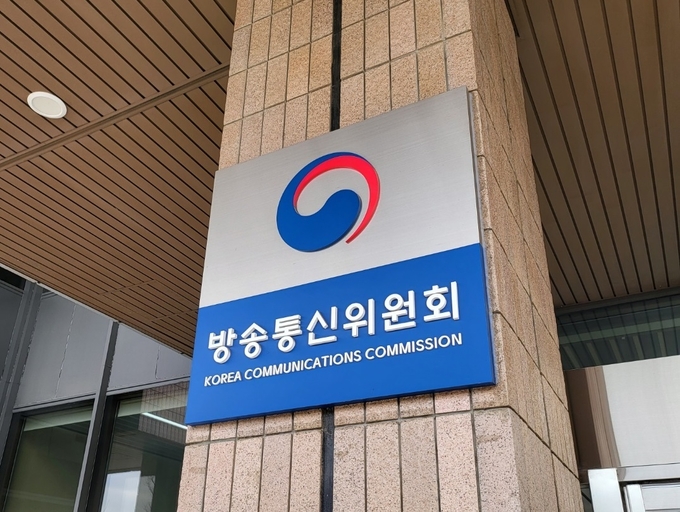 방송통신위원회
KOREA COMMUNICATIONS COMMISSION